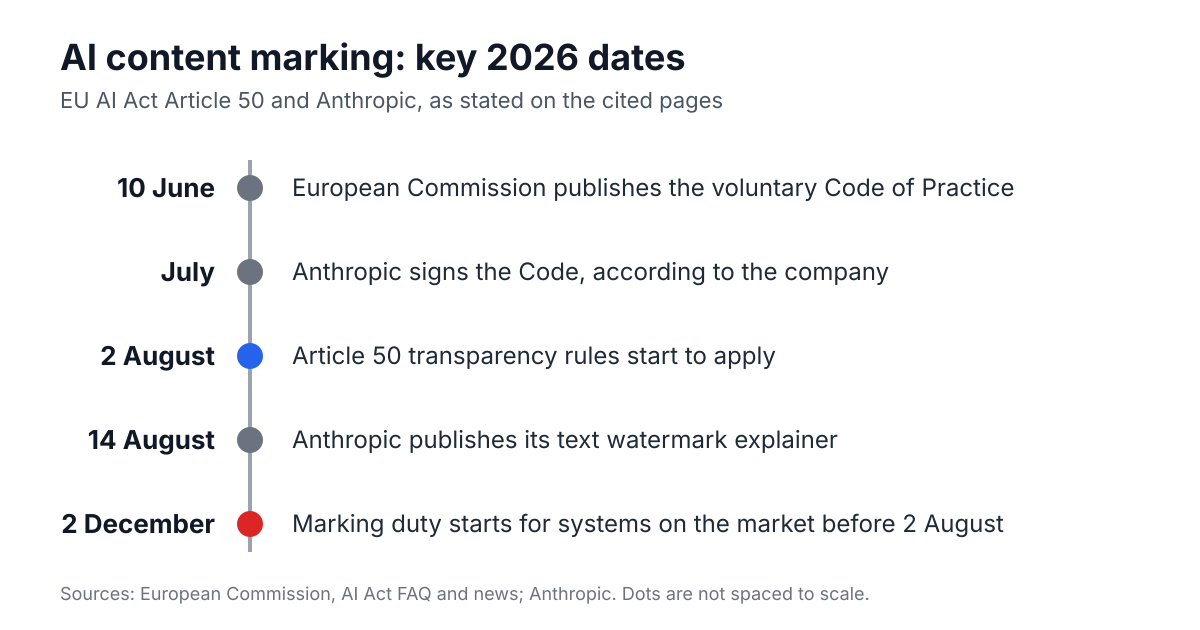 AI content marking: key 2026 dates
EU AI Act Article 50 and Anthropic, as stated on the cited pages
10 June European Commission publishes the voluntary Code of Practice
July Anthropic signs the Code, according to the company
2 August Article 50 transparency rules start to apply
14 August Anthropic publishes its text watermark explainer
2 December Marking duty starts for systems on the market before 2 August
Sources: European Commission, AI Act FAQ and news; Anthropic. Dots are not spaced to scale.